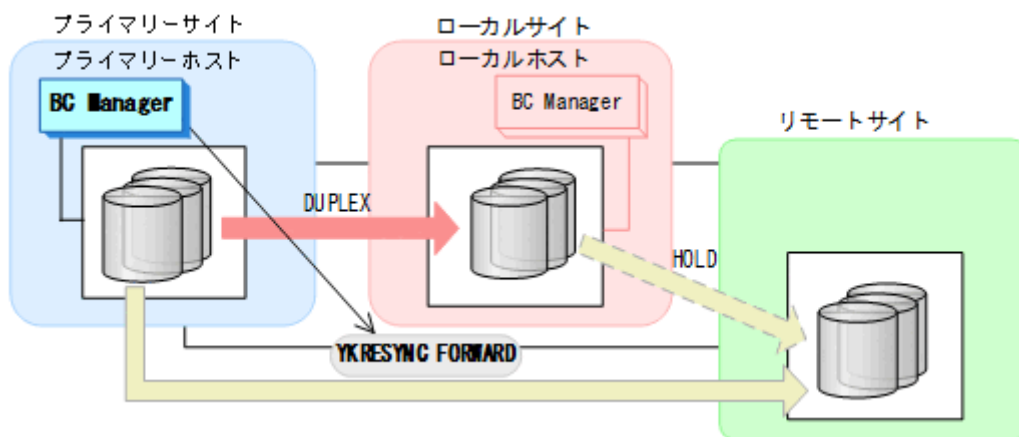 プライマリーサイト
プライマリーホスト
BC Manager
ローカルサイト
ローカルホスト
BC Manager
リモートサイト
DUPLEX
HOLD
YKRESYNC FORWARD